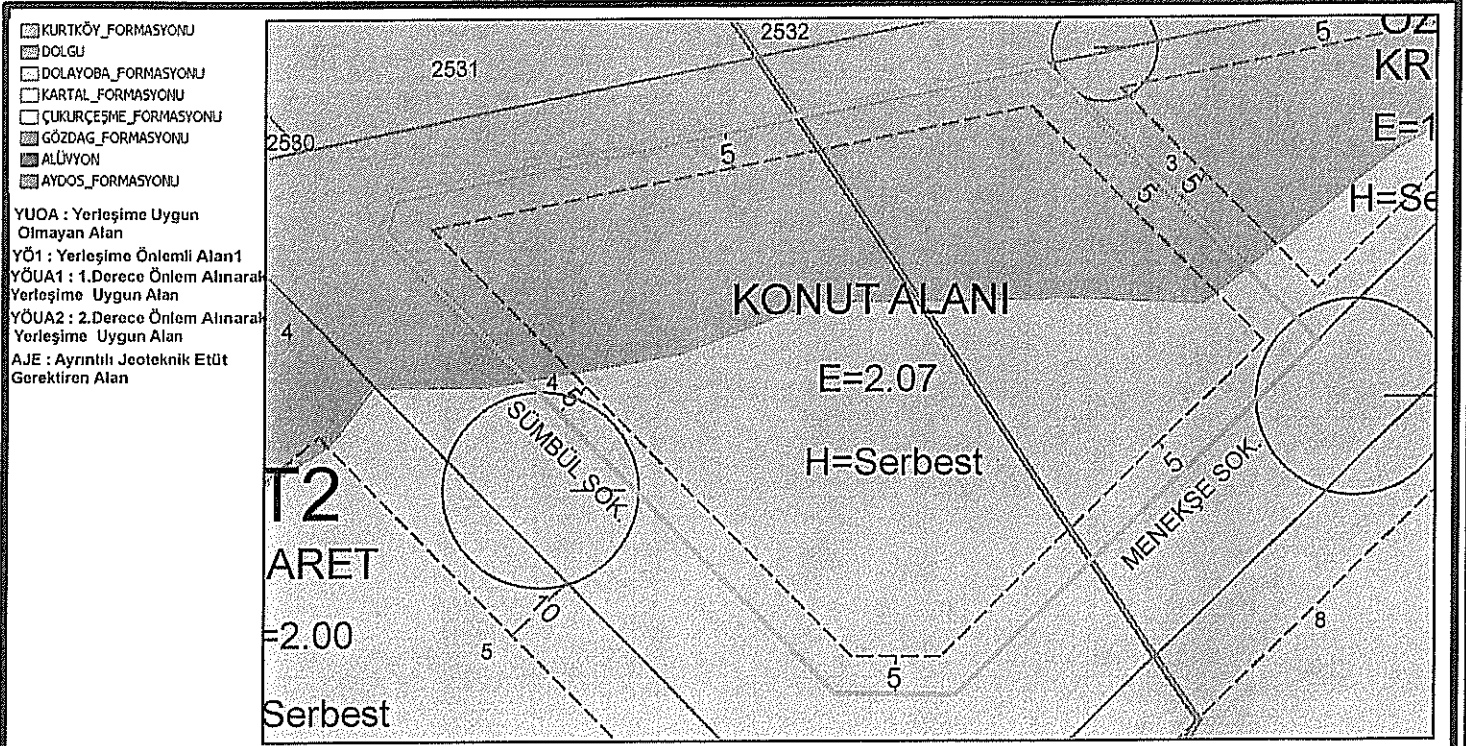 KURTKÖY_FORMASYONU
DOLGU
DOLAYOBA_FORMASYONU
KARTAL_FORMASYONU
ÇUKURÇEŞME_FORMASYONU
GÖZDAG_FORMASYONU
ALÜVYON
AYDOS_FORMASYONU
YUOA : Yerleşime Uygun
Olmayan Alan
YÖ1 : Yerleşime Önlemli Alan1
YÖUA1 : 1.Derece Önlem Alınarak
Yerleşime Uygun Alan
YÖUA2 : 2.Derece Önlem Alınarak
Yerleşime Uygun Alan
AJE : Ayrıntılı Jeoteknik Etüt
Gerektiren Alan
2532
5
ÖZ
2531
KR
2580
E=1
5
3
5
5
H=Se
KONUT ALANI
4
E=2.07
4
5
SÜMBÜL SOK.
H=Serbest
5
MENEKŞE SOK.
T2
ARET
10
=2.00
5
8
5
Serbest